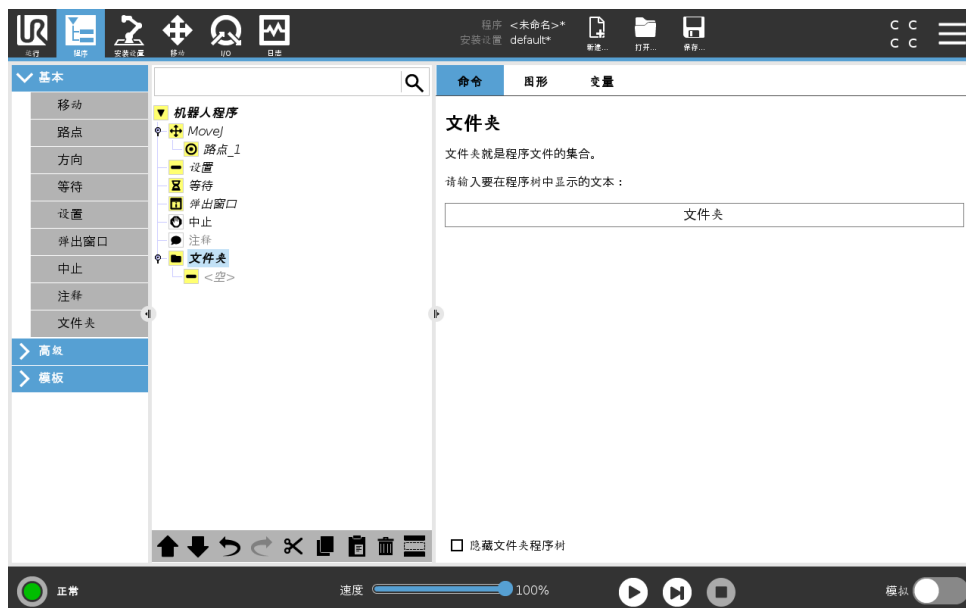 程序 <未命名>*
安装设置 default*
C C
C C
运行
程序
安装设置
移动
I/O
日志
新建...
打开...
保存...
基本
移动
路点
方向
等待
设置
弹出窗口
中止
注释
文件夹
高级
模板
机器人程序
MoveJ
路点_1
设置
等待
弹出窗口
中止
注释
文件夹
<空>
命令
图形
变量
文件夹
文件夹就是程序文件的集合。
请输入要在程序树中显示的文本：
文件夹
隐藏文件夹程序树
正常
速度
100%
模拟